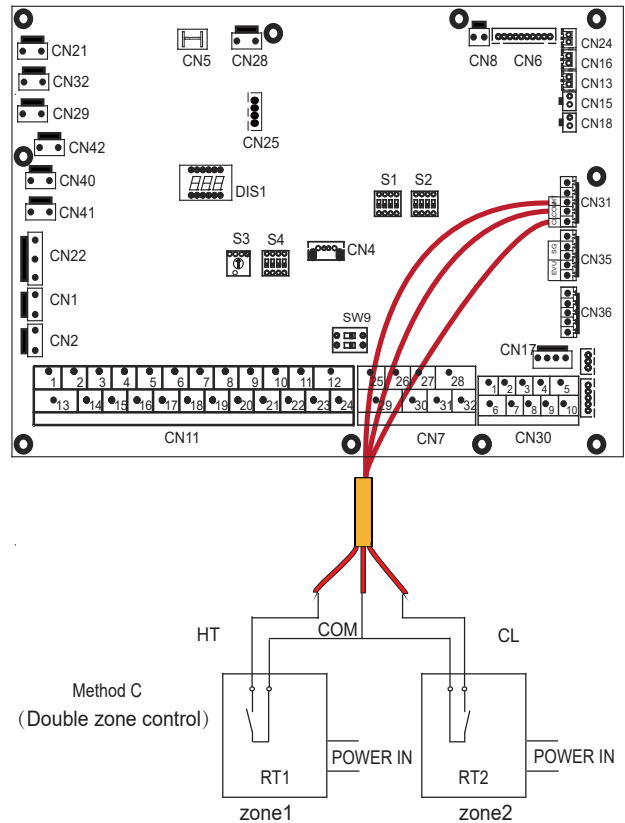 CN21
CN32
CN29
CN42
CN40
CN41
CN22
CN1
CN2
CN5
CN28
CN25
DIS1
S3
S4
CN4
S1
S2
SW9
CN8
CN6
CN24
CN16
CN13
CN15
CN18
CN31
SG
EVU
CN35
CN36
CN17
1 2 3 4 5 6 7 8 9 10 11 12
13 14 15 16 17 18 19 20 21 22 23 24
CN11
25 26 27 28
29 30 31 32
CN7
1 2 3 4 5
6 7 8 9 10
CN30
HT
COM
CL
Method C
（Double zone control）
RT1
POWER IN
zone1
RT2
POWER IN
zone2